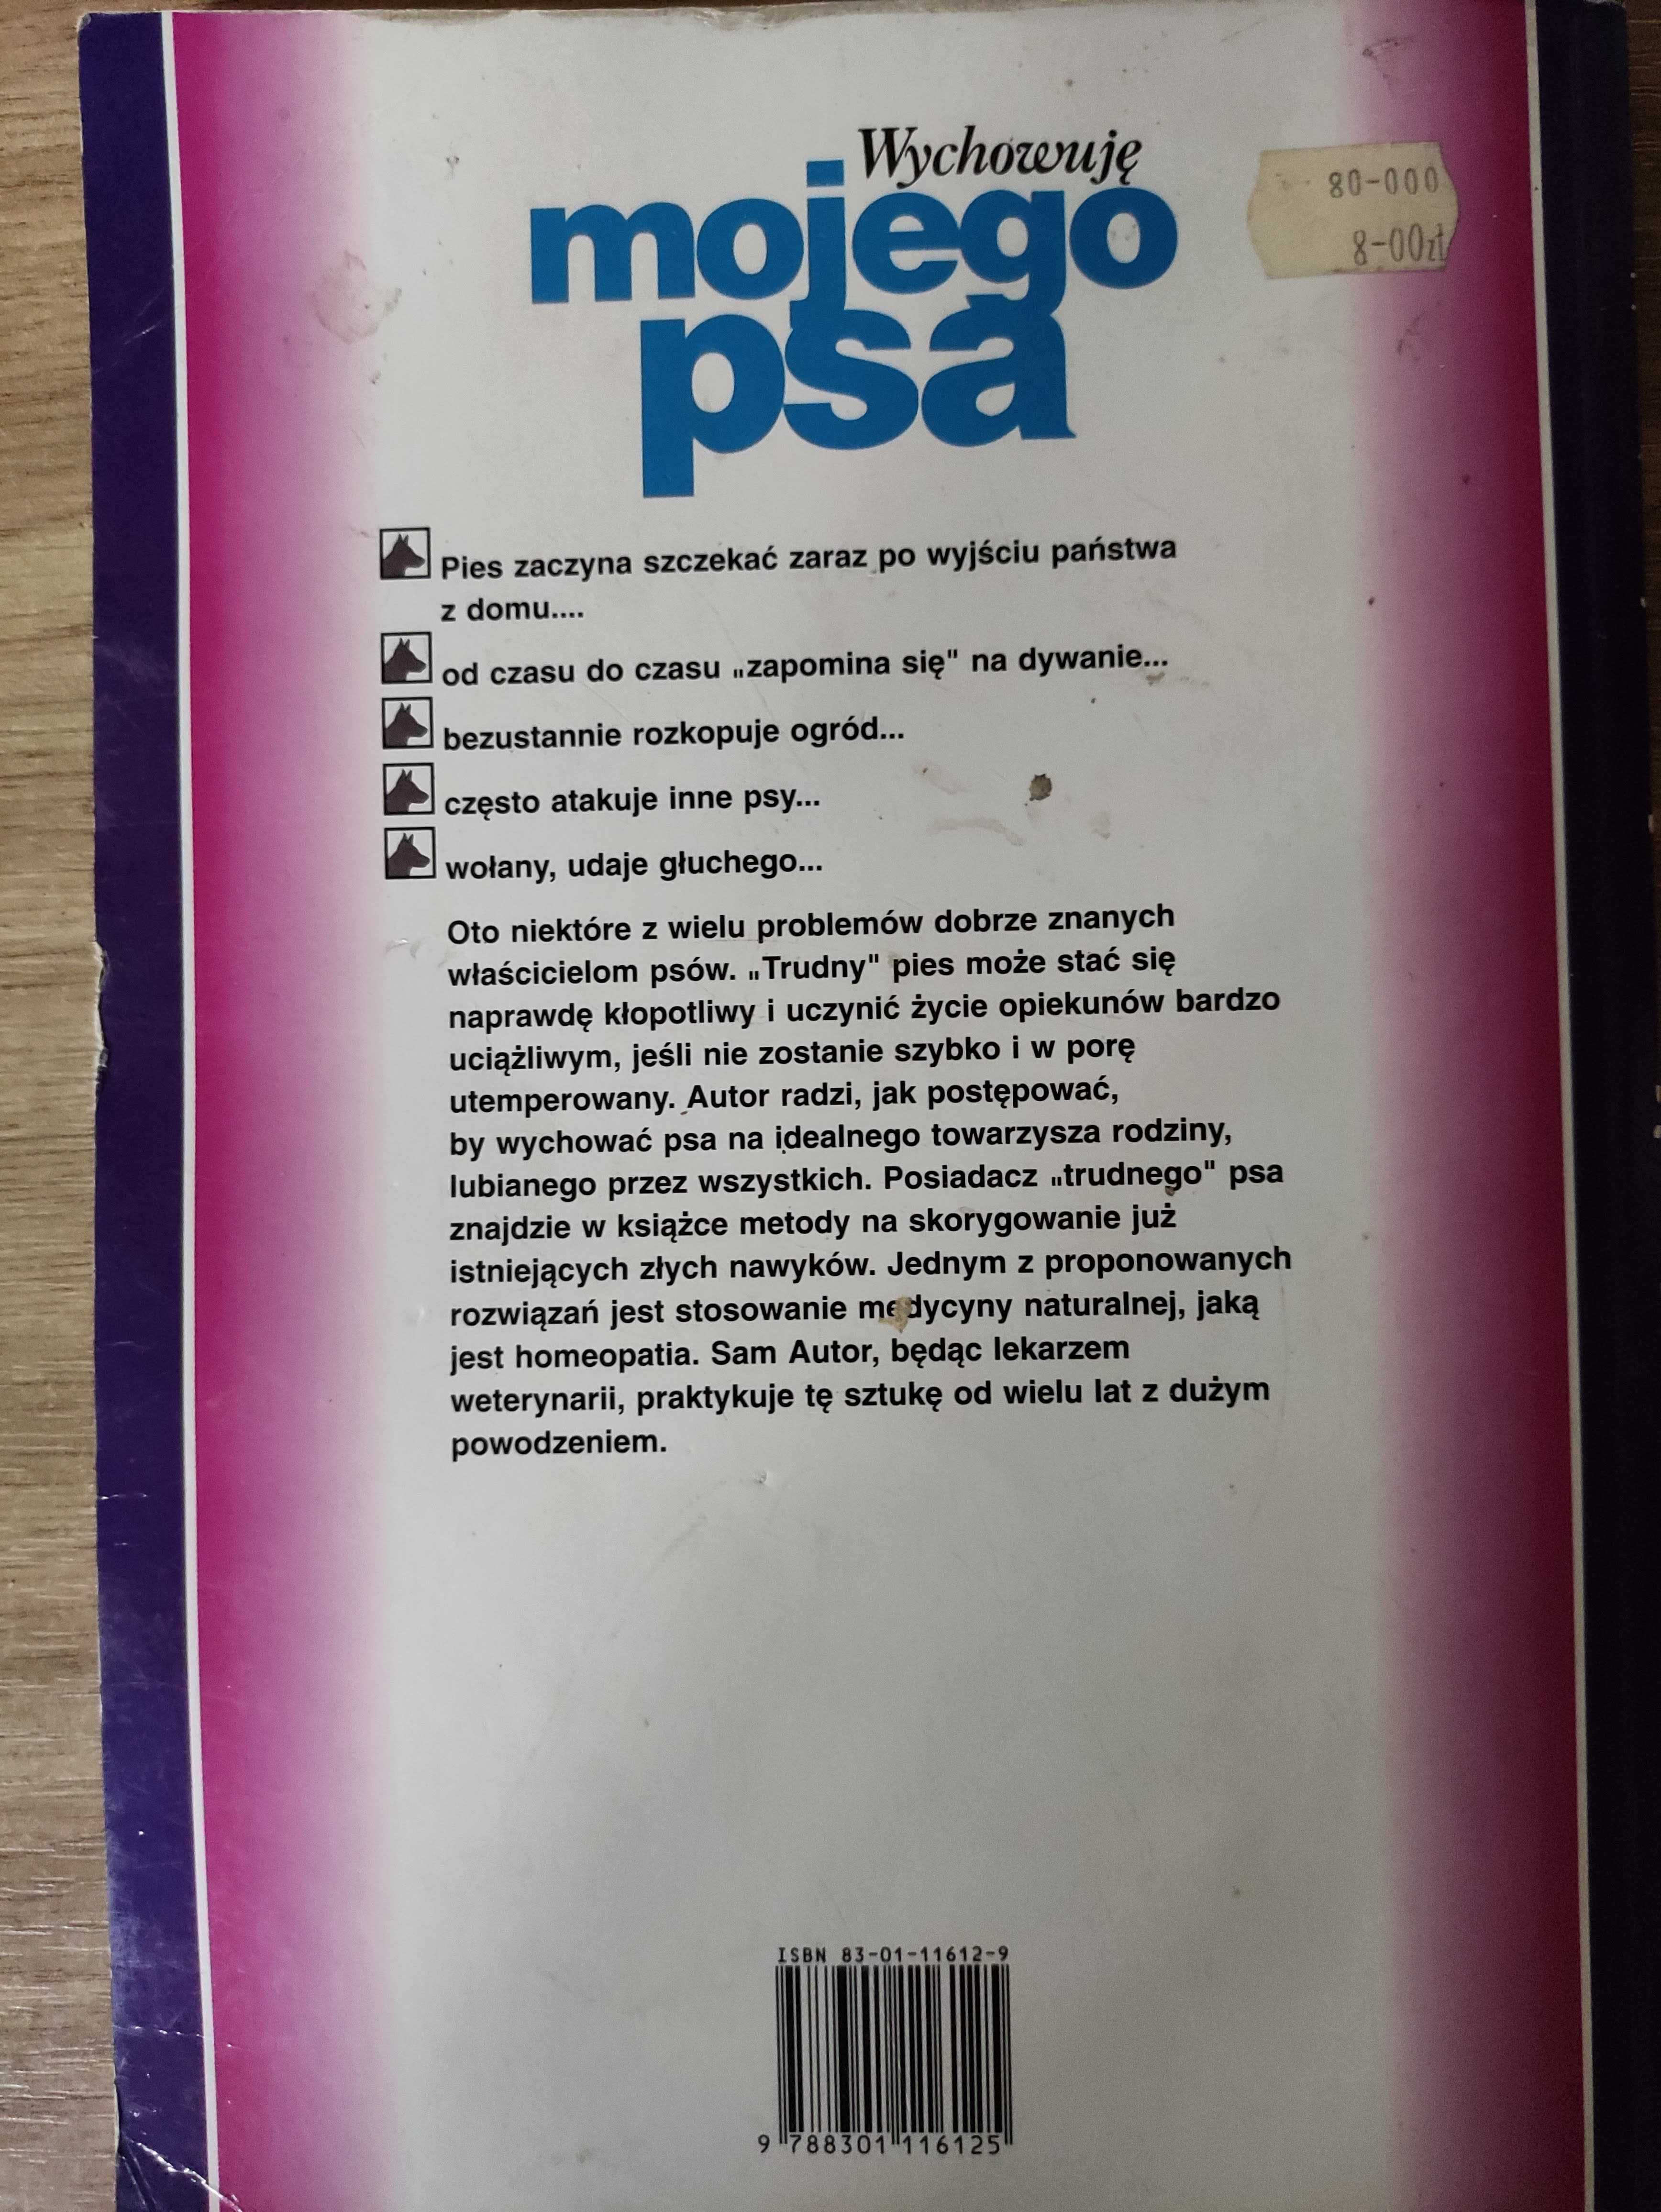 Wychowuję
mojego
psa
80-000
8-00zł
Pies zaczyna szczekać zaraz po wyjściu państwa
z domu....
od czasu do czasu „zapomina się" na dywanie...
bezustannie rozkopuje ogród...
często atakuje inne psy...
wołany, udaje głuchego...
Oto niektóre z wielu problemów dobrze znanych
właścicielom psów. „Trudny" pies może stać się
naprawdę kłopotliwy i uczynić życie opiekunów bardzo
uciążliwym, jeśli nie zostanie szybko i w porę
utemperowany. Autor radzi, jak postępować,
by wychować psa na idealnego towarzysza rodziny,
lubianego przez wszystkich. Posiadacz „trudnego" psa
znajdzie w książce metody na skorygowanie już
istniejących złych nawyków. Jednym z proponowanych
rozwiązań jest stosowanie medycyny naturalnej, jaką
jest homeopatia. Sam Autor, będąc lekarzem
weterynarii, praktykuje tę sztukę od wielu lat z dużym
powodzeniem.
ISBN 83-01-11612-9
9 788301 116125